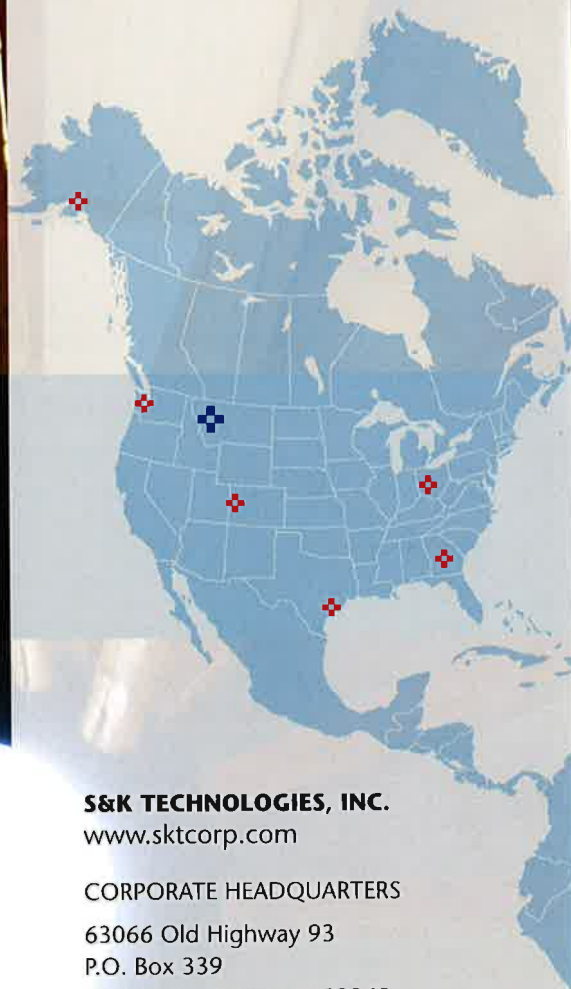 S&K TECHNOLOGIES, INC.
www.sktcorp.com
CORPORATE HEADQUARTERS
63066 Old Highway 93
P.O. Box 339